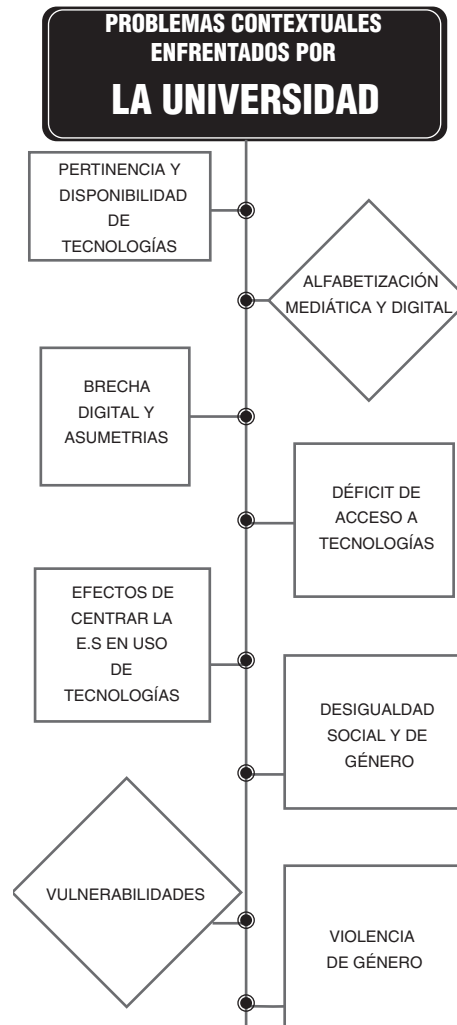 PROBLEMAS CONTEXTUALES
ENFRENTADOS POR
LA UNIVERSIDAD
PERTINENCIA Y
DISPONIBILIDAD
DE
TECNOLOGÍAS
ALFABETIZACIÓN
MEDIÁTICA Y DIGITAL
BRECHA
DIGITAL Y
ASUMETRIAS
DÉFICIT DE
ACCESO A
TECNOLOGÍAS
EFECTOS DE
CENTRAR LA
E.S EN USO
DE
TECNOLOGÍAS
DESIGUALDAD
SOCIAL Y DE
GÉNERO
VULNERABILIDADES
VIOLENCIA
DE GÉNERO